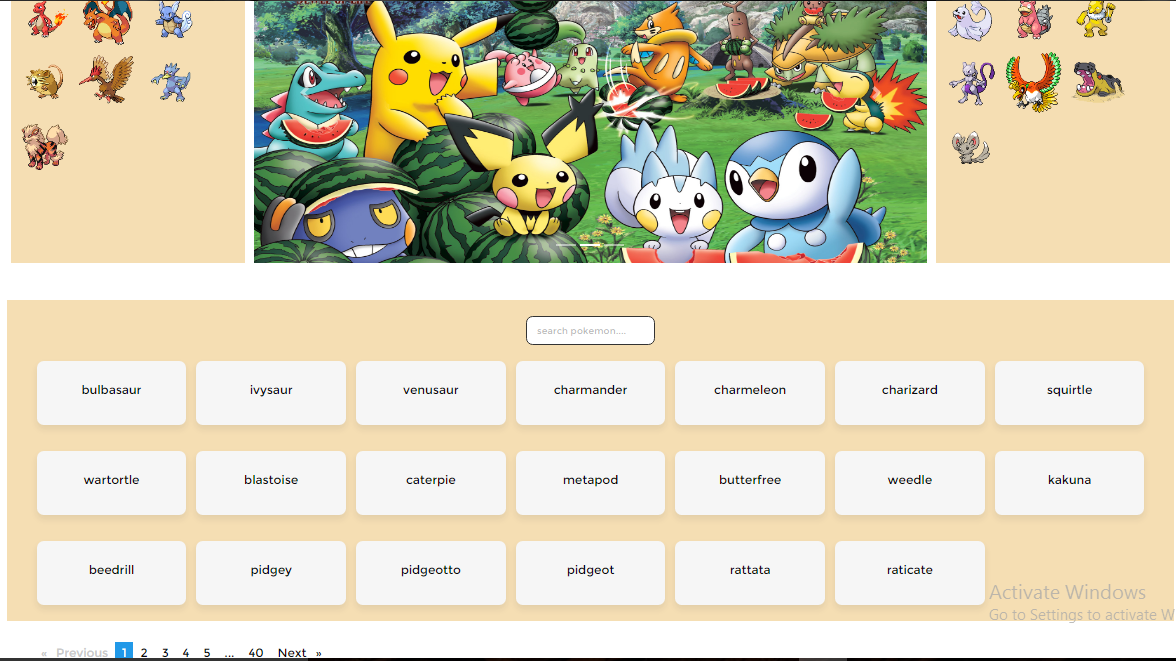 search pokemon....
bulbasaur ivysaur venusaur charmander charmeleon charizard squirtle
wartortle blastoise caterpie metapod butterfree weedle kakuna
beedrill pidgey pidgeotto pidgeot rattata raticate
Activate Windows
Go to Settings to activate W
« Previous 1 2 3 4 5 ... 40 Next »